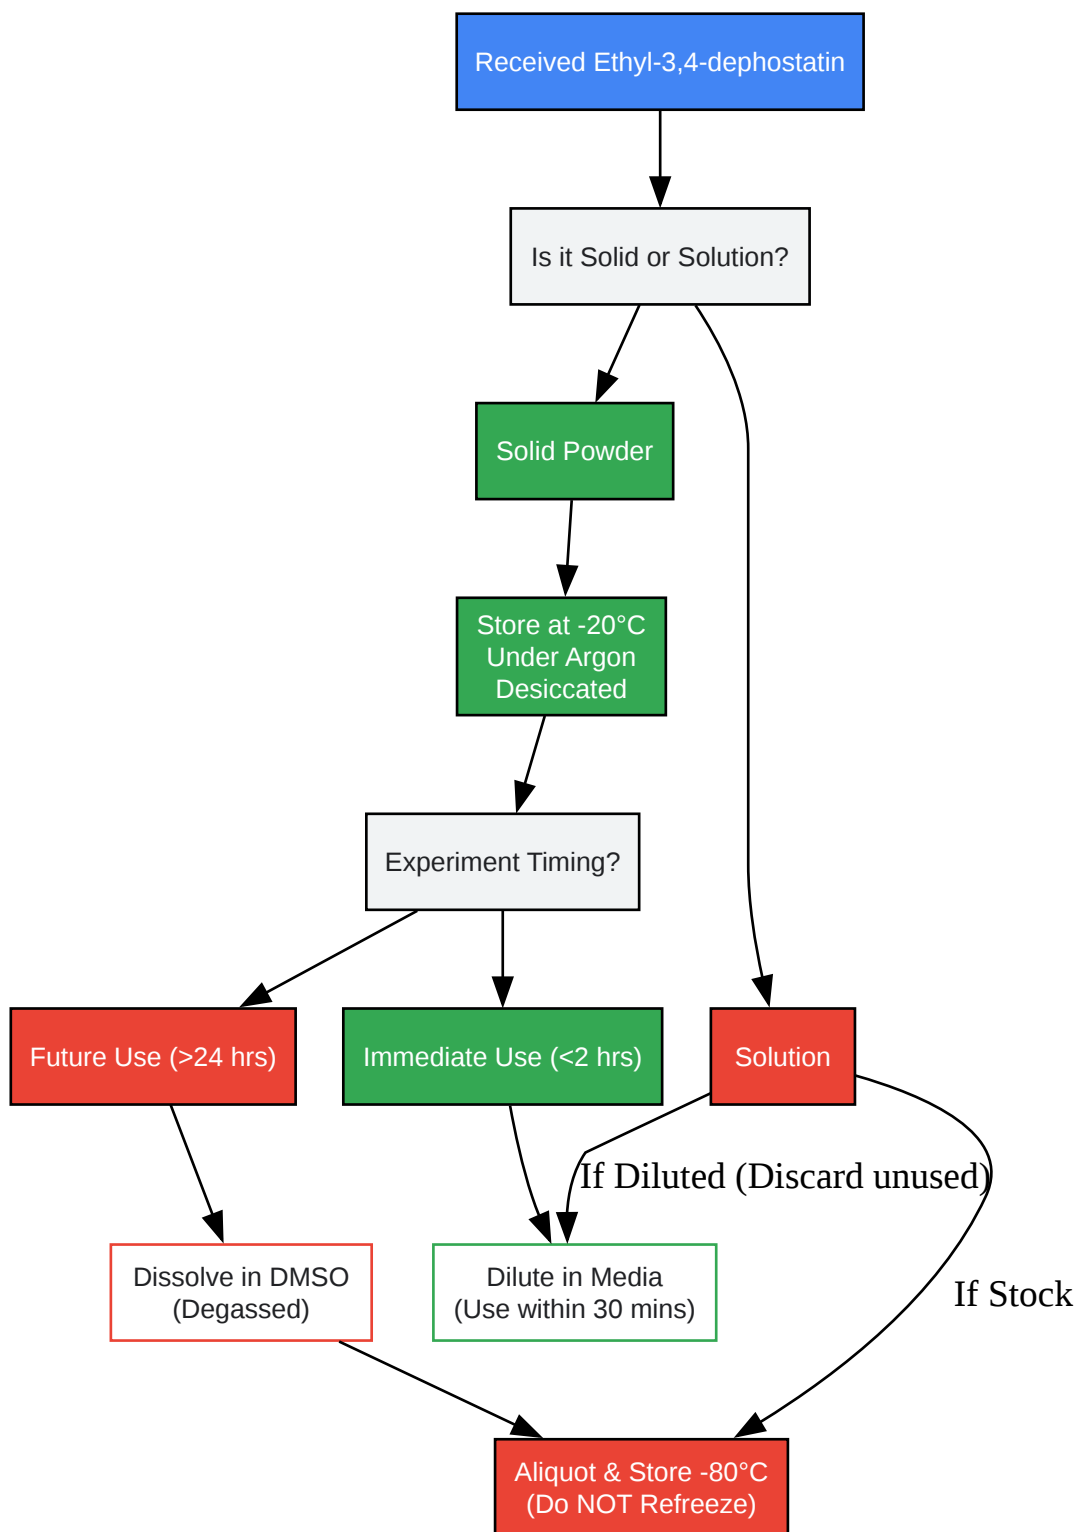 Received Ethyl-3,4-dephostatin
Is it Solid or Solution?
Solid Powder
Store at -20°C
Under Argon
Desiccated
Experiment Timing?
Future Use (>24 hrs)
Immediate Use (<2 hrs)
Solution
If Diluted (Discard unused)
Dissolve in DMSO
(Degassed)
Dilute in Media
(Use within 30 mins)
If Stock
Aliquot & Store -80°C
(Do NOT Refreeze)